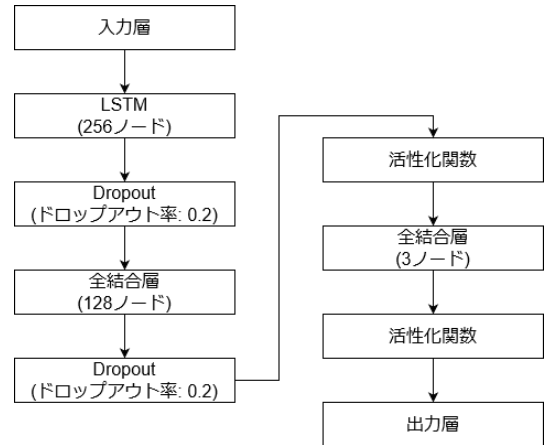 入力層
LSTM
(256ノード)
Dropout
(ドロップアウト率: 0.2)
全結合層
(128ノード)
Dropout
(ドロップアウト率: 0.2)
活性化関数
全結合層
(3ノード)
活性化関数
出力層